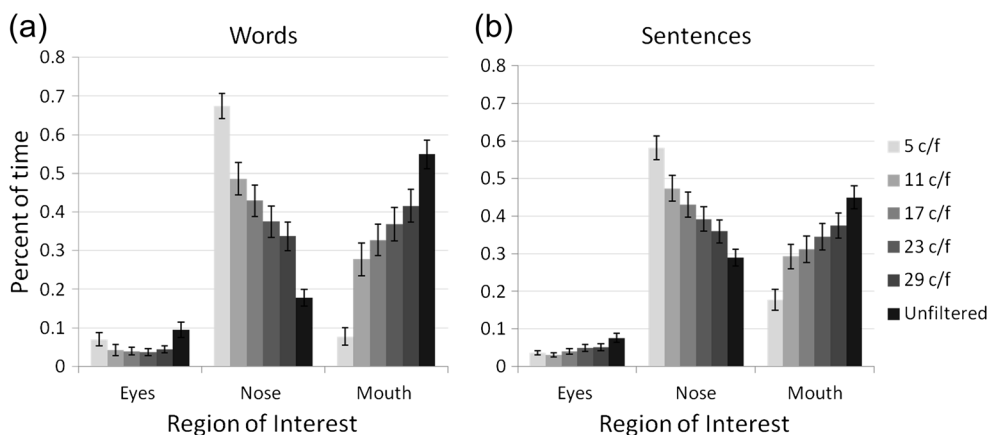 (a)
Words
Percent of time
0.8
0.7
0.6
0.5
0.4
0.3
0.2
0.1
0
Eyes Nose Mouth
Region of Interest
(b)
Sentences
0.8
0.7
0.6
0.5
0.4
0.3
0.2
0.1
0
Eyes Nose Mouth
Region of Interest
5 c/f
11 c/f
17 c/f
23 c/f
29 c/f
Unfiltered